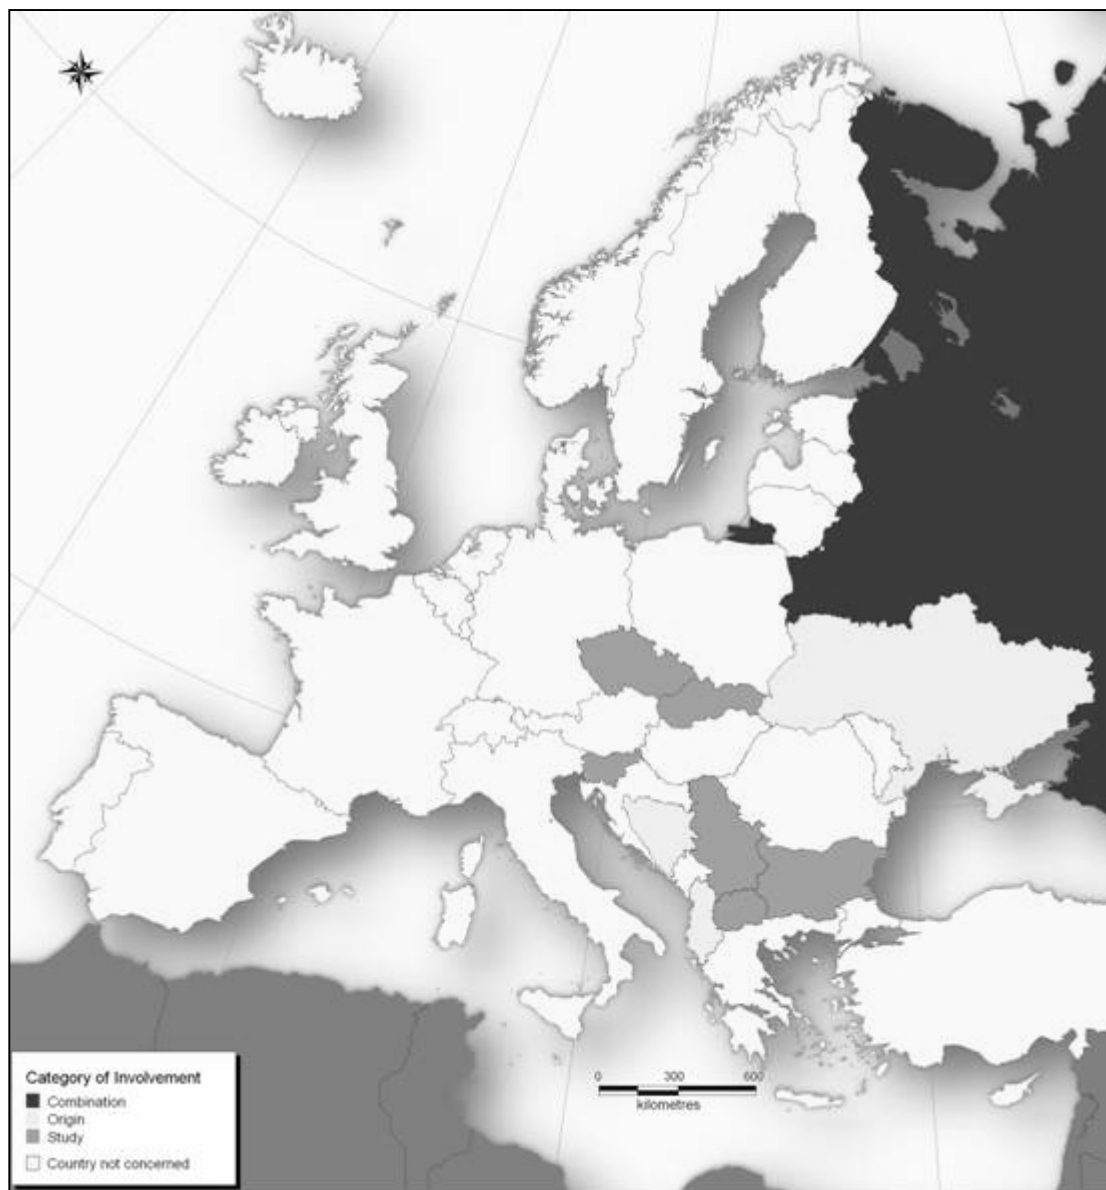 0 300 600
kilometres
Category of Involvement
Combination
Origin
Study
Country not concerned